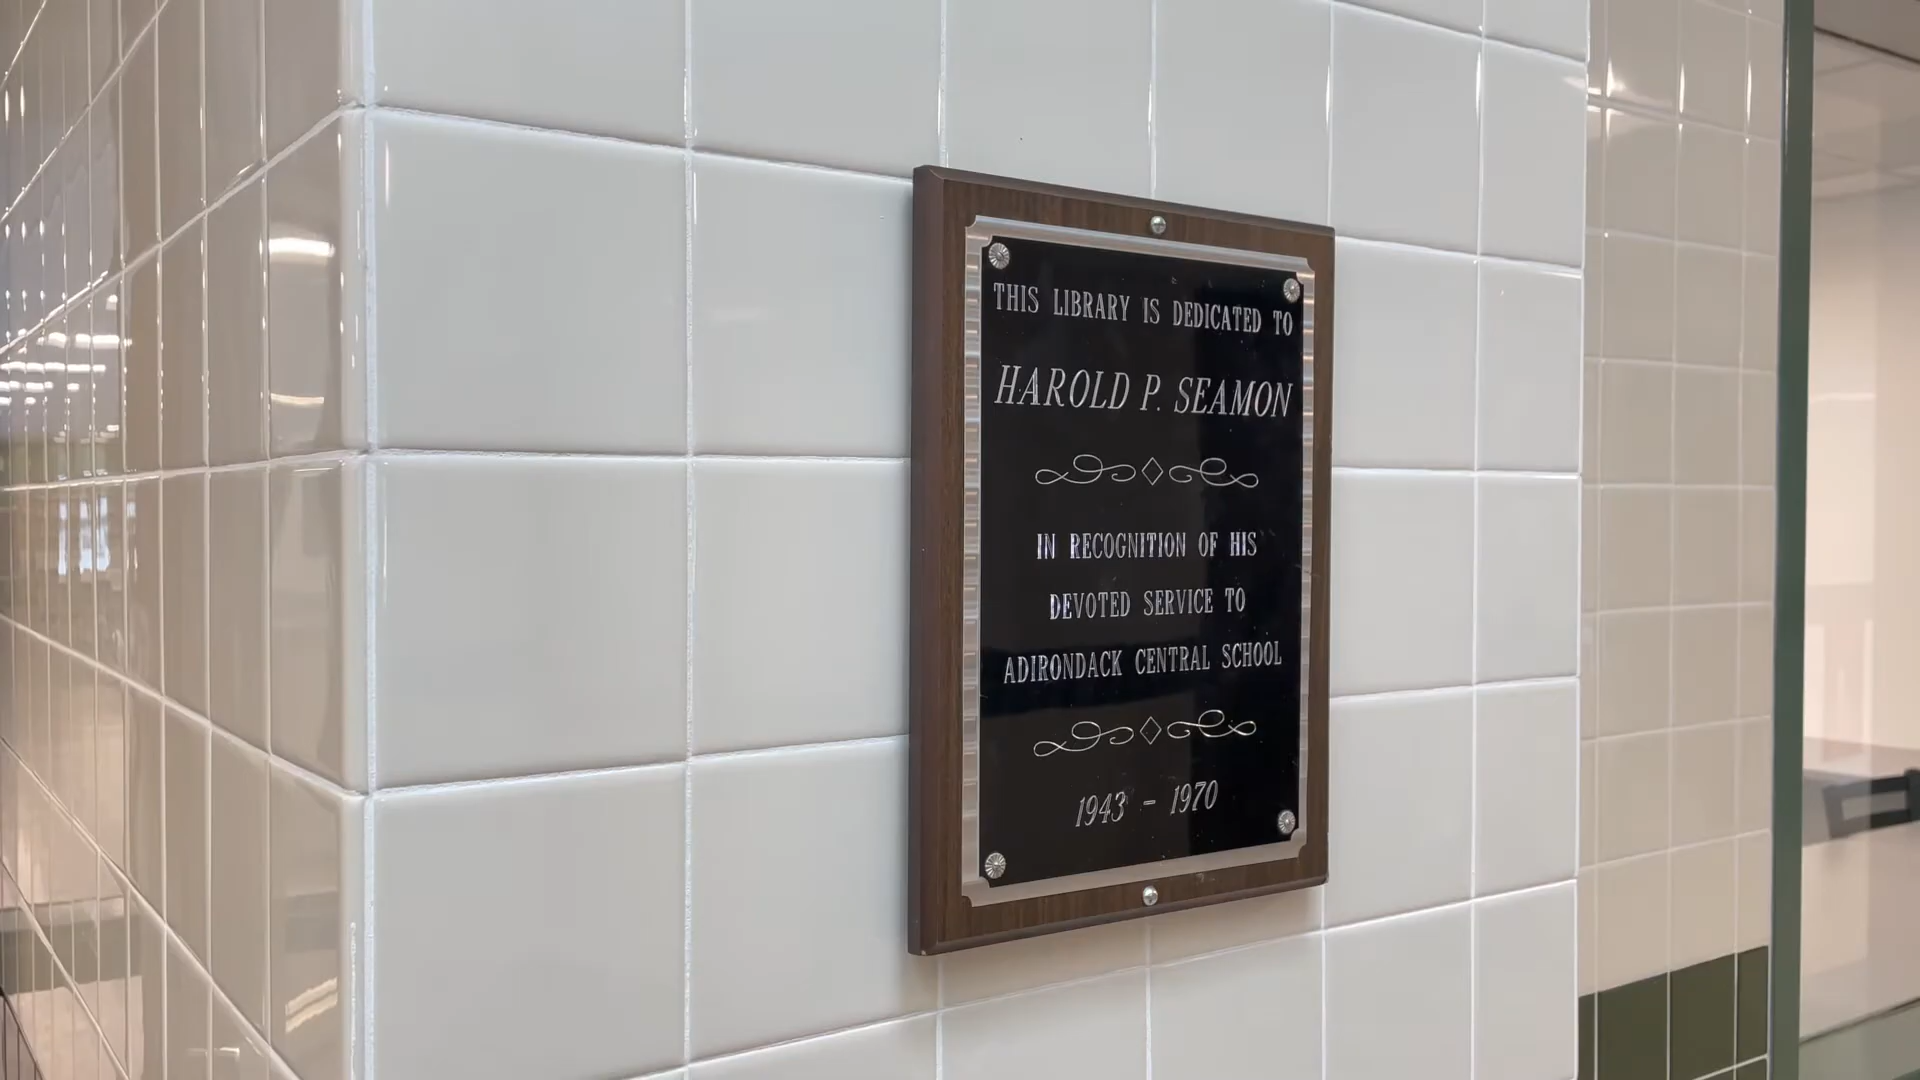 THIS LIBRARY IS DEDICATED TO
HAROLD P. SEAMON
IN RECOGNITION OF HIS
DEVOTED SERVICE TO
ADIRONDACK CENTRAL SCHOOL
1943 - 1970